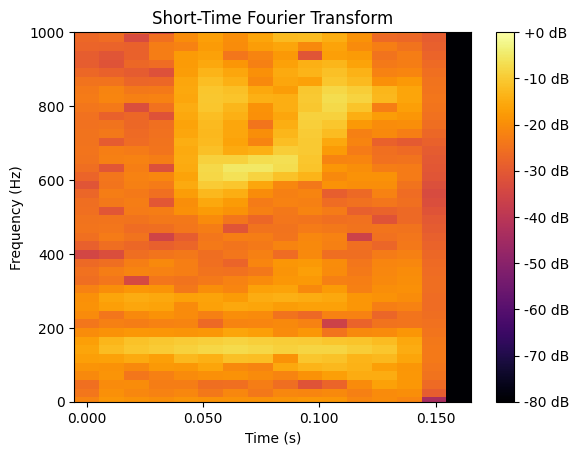 Short-Time Fourier Transform
1000
800
600
400
200
0
Frequency (Hz)
0.000
0.050
0.100
0.150
Time (s)
+0 dB
-10 dB
-20 dB
-30 dB
-40 dB
-50 dB
-60 dB
-70 dB
-80 dB